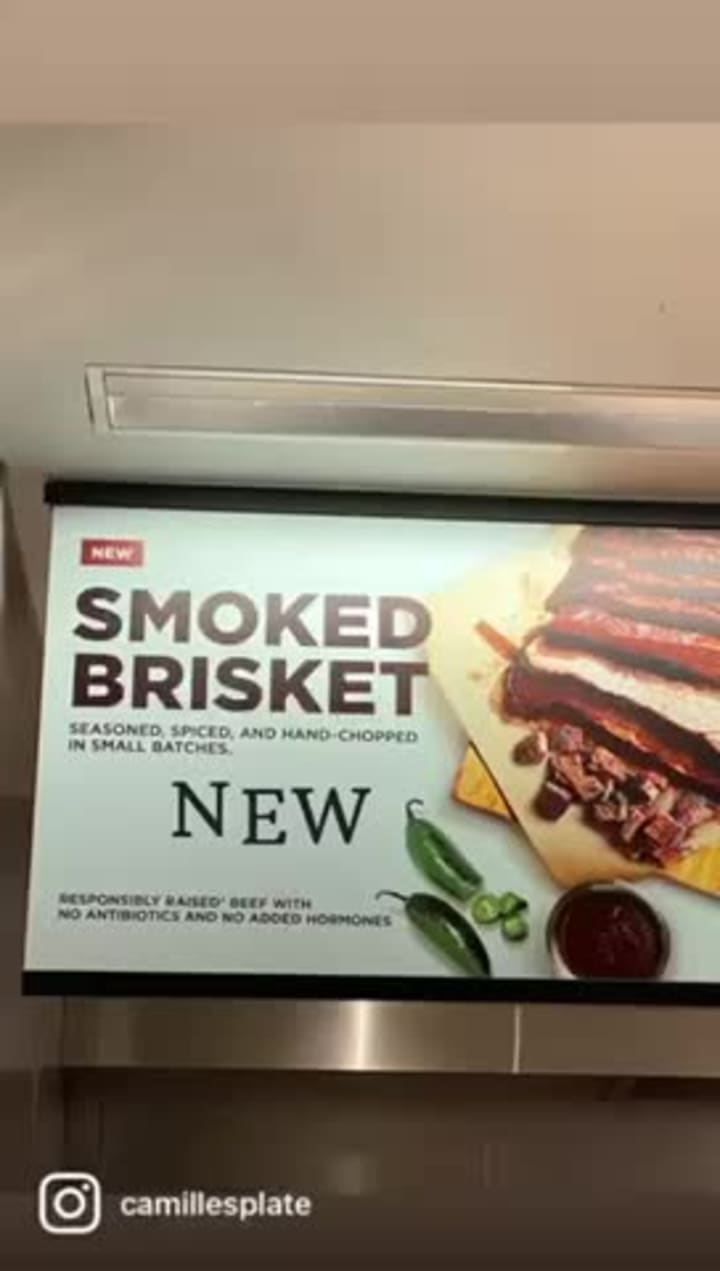 NEW
SMOKED
BRISKET
SEASONED, SPICED, AND HAND-CHOPPED
IN SMALL BATCHES.
NEW
RESPONSIBLY RAISED® BEEF WITH
NO ANTIBIOTICS AND NO ADDED HORMONES
camillesplate